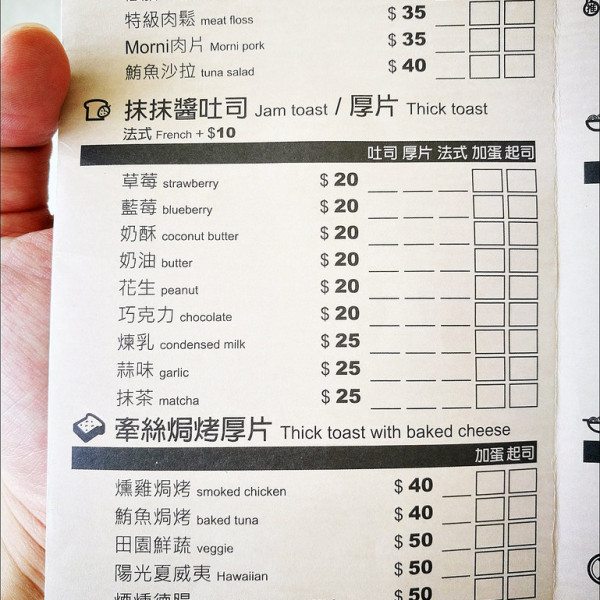 特級肉鬆 meat floss $ 35
Morni肉片 Morni pork $ 35
鮪魚沙拉 tuna salad $ 40
抹抹醬吐司 Jam toast / 厚片 Thick toast
法式 French + $10
吐司 厚片 法式 加蛋 起司
草莓 strawberry $ 20
藍莓 blueberry $ 20
奶酥 coconut butter $ 20
奶油 butter $ 20
花生 peanut $ 20
巧克力 chocolate $ 20
煉乳 condensed milk $ 25
蒜味 garlic $ 25
抹茶 matcha $ 25
牽絲焗烤厚片 Thick toast with baked cheese
加蛋 起司
燻雞焗烤 smoked chicken $ 40
鮪魚焗烤 baked tuna $ 40
田園鮮蔬 veggie $ 50
陽光夏威夷 Hawaiian $ 50
$ 50